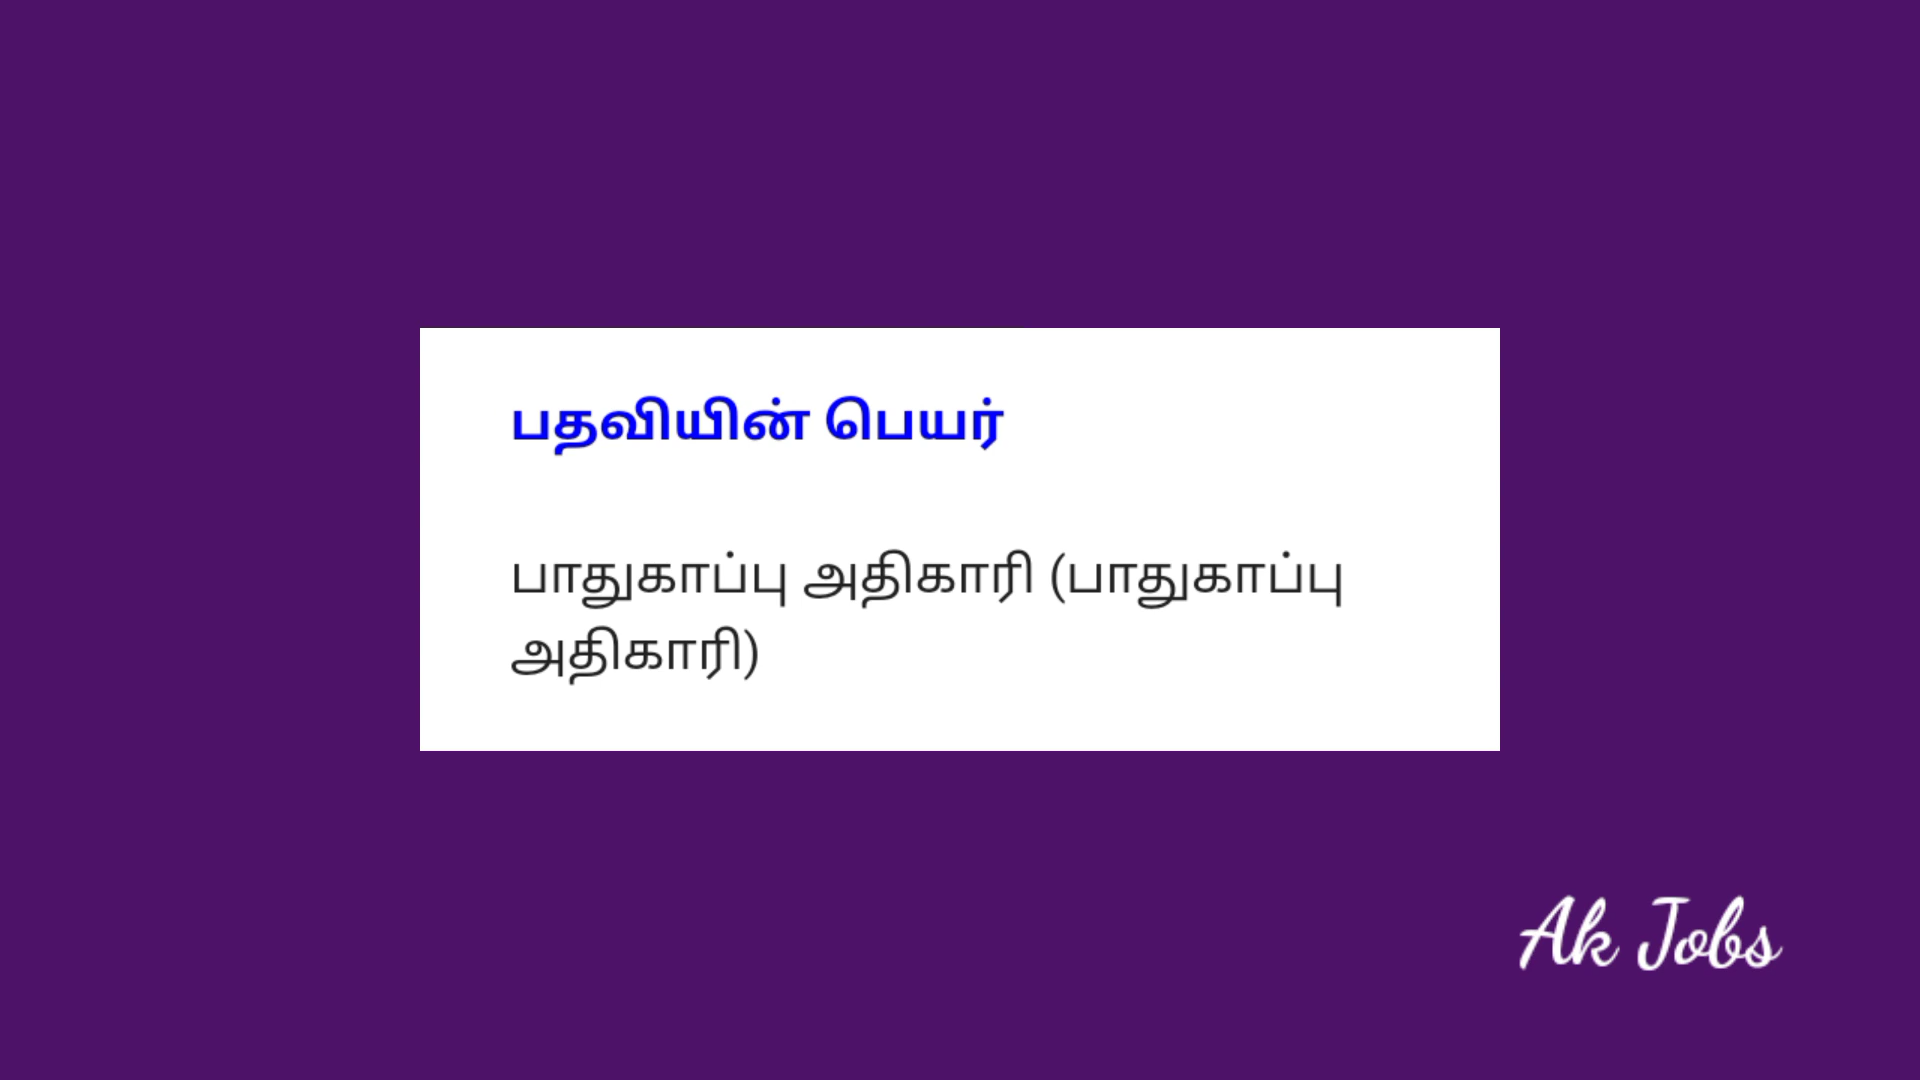 பதவியின் பெயர்
பாதுகாப்பு அதிகாரி (பாதுகாப்பு
அதிகாரி)
Ak Jobs